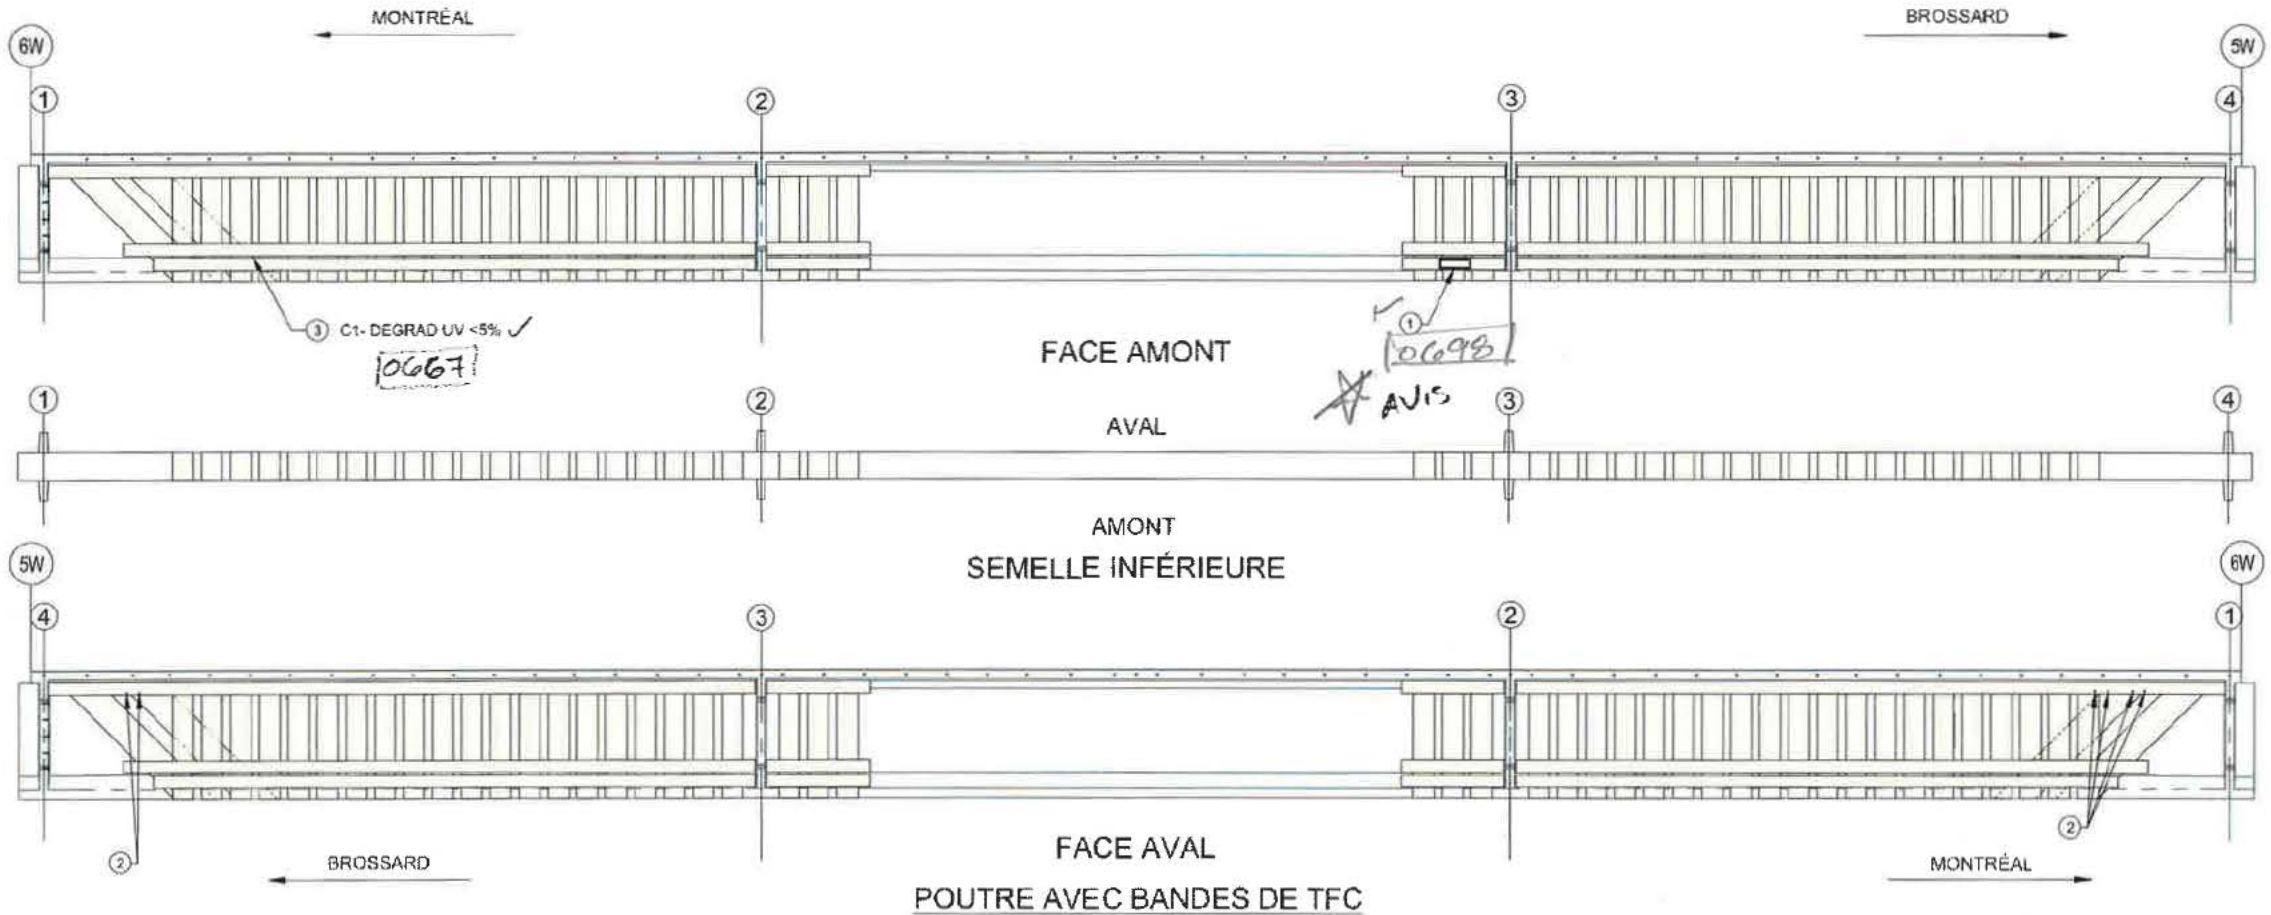 MONTRÉAL
BROSSARD
6W
5W
1
2
3
4
3 C1- DEGRAD UV <5% ✓
0667
1
0698
AVIS
FACE AMONT
1
2
3
4
AVAL
AMONT
SEMELLE INFÉRIEURE
5W
6W
4
3
2
1
2
2
BROSSARD
MONTRÉAL
FACE AVAL
POUTRE AVEC BANDES DE TFC